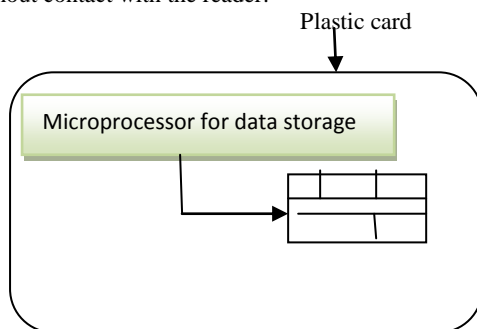 out contact with the reader.
Plastic card
Microprocessor for data storage